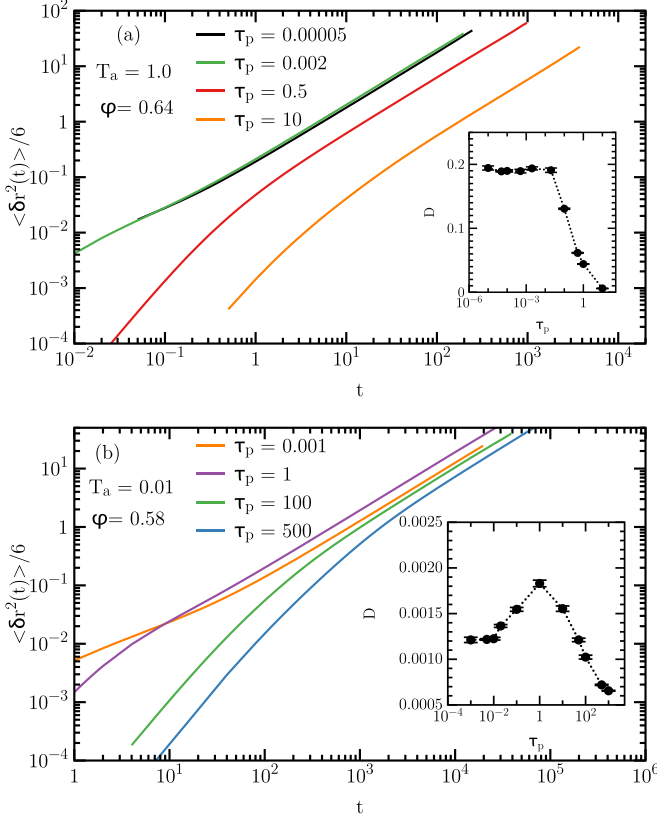 (a)
T_a = 1.0
φ= 0.64
τ_p = 0.00005
τ_p = 0.002
τ_p = 0.5
τ_p = 10
<δr²(t)>/6
10²
10¹
1
10⁻¹
10⁻²
10⁻³
10⁻⁴
10⁻² 10⁻¹ 1 10¹ 10² 10³ 10⁴
t
D
0.2
0.1
0
10⁻⁶ 10⁻³ 1
τ_p
(b)
T_a = 0.01
φ= 0.58
τ_p = 0.001
τ_p = 1
τ_p = 100
τ_p = 500
<δr²(t)>/6
10¹
1
10⁻¹
10⁻²
10⁻³
10⁻⁴
1 10¹ 10² 10³ 10⁴ 10⁵ 10⁶
t
D
0.0025
0.0020
0.0015
0.0010
0.0005
10⁻⁴ 10⁻² 1 10²
τ_p